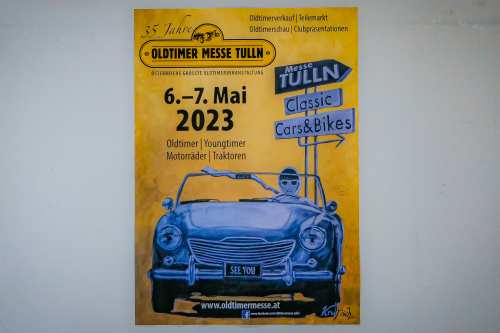 35 Jahre
OLDTIMER MESSE TULLN
ÖSTERREICHS GRÖSSTE OLDTIMERVERANSTALTUNG
Oldtimerverkauf | Teilemarkt
Oldtimerschau | Clubpräsentationen
6.–7. Mai
2023
Oldtimer | Youngtimer
Motorräder | Traktoren
Messe
TULLN
Classic
Cars&Bikes
SEE YOU
www.oldtimermesse.at